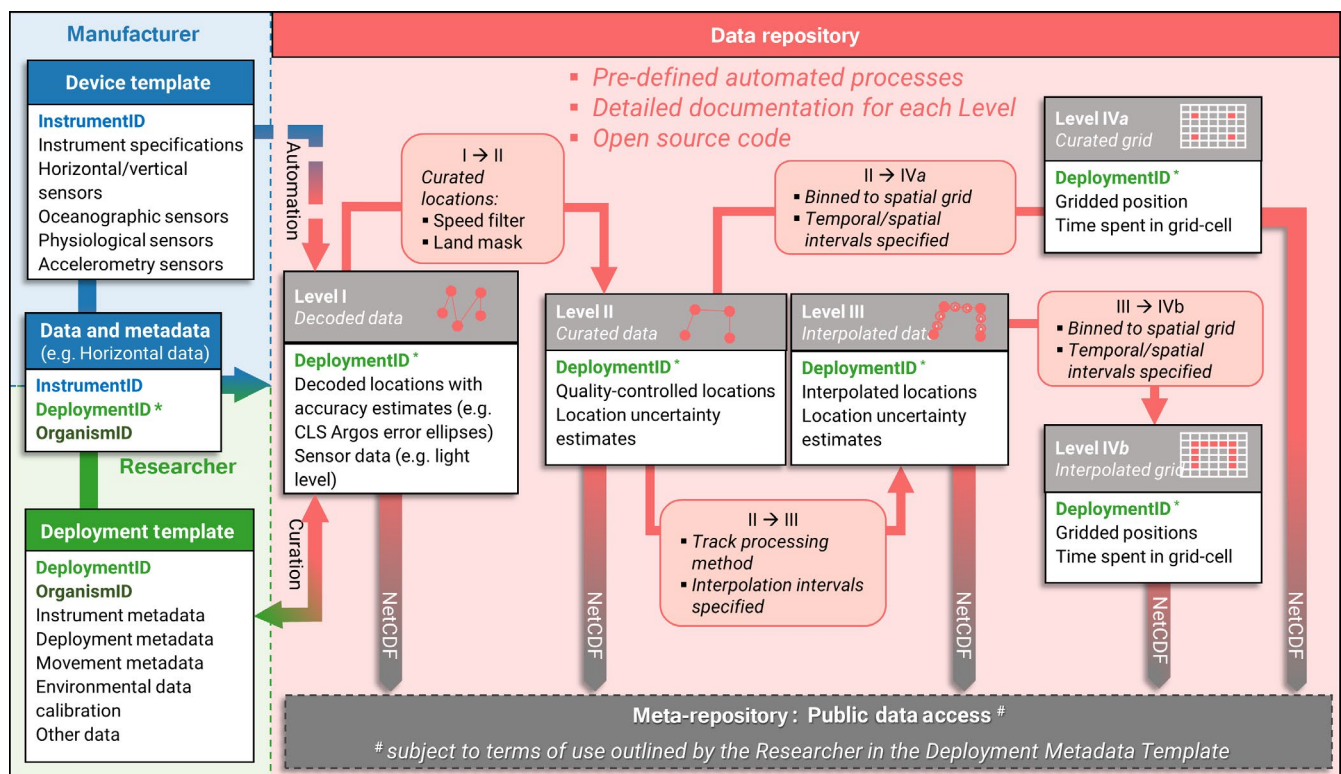 Manufacturer
Device template
InstrumentID
Instrument specifications
Horizontal/vertical
sensors
Oceanographic sensors
Physiological sensors
Accelerometry sensors
Data and metadata
(e.g. Horizontal data)
InstrumentID
DeploymentID *
OrganismID
Researcher
Deployment template
DeploymentID
OrganismID
Instrument metadata
Deployment metadata
Movement metadata
Environmental data
calibration
Other data
Data repository
▪ Pre-defined automated processes
▪ Detailed documentation for each Level
▪ Open source code
Automation
Curation
I → II
Curated
locations:
▪ Speed filter
▪ Land mask
Level I
Decoded data
DeploymentID *
Decoded locations with
accuracy estimates (e.g.
CLS Argos error ellipses)
Sensor data (e.g. light
level)
Level II
Curated data
DeploymentID *
Quality-controlled locations
Location uncertainty
estimates
II → III
▪ Track processing
method
▪ Interpolation intervals
specified
Level III
Interpolated data
DeploymentID *
Interpolated locations
Location uncertainty
estimates
II → IVa
▪ Binned to spatial grid
▪ Temporal/spatial
intervals specified
Level IVa
Curated grid
DeploymentID *
Gridded position
Time spent in grid-cell
III → IVb
▪ Binned to spatial grid
▪ Temporal/spatial
intervals specified
Level IVb
Interpolated grid
DeploymentID *
Gridded positions
Time spent in grid-cell
NetCDF
NetCDF
NetCDF
NetCDF
NetCDF
Meta-repository : Public data access #
# subject to terms of use outlined by the Researcher in the Deployment Metadata Template